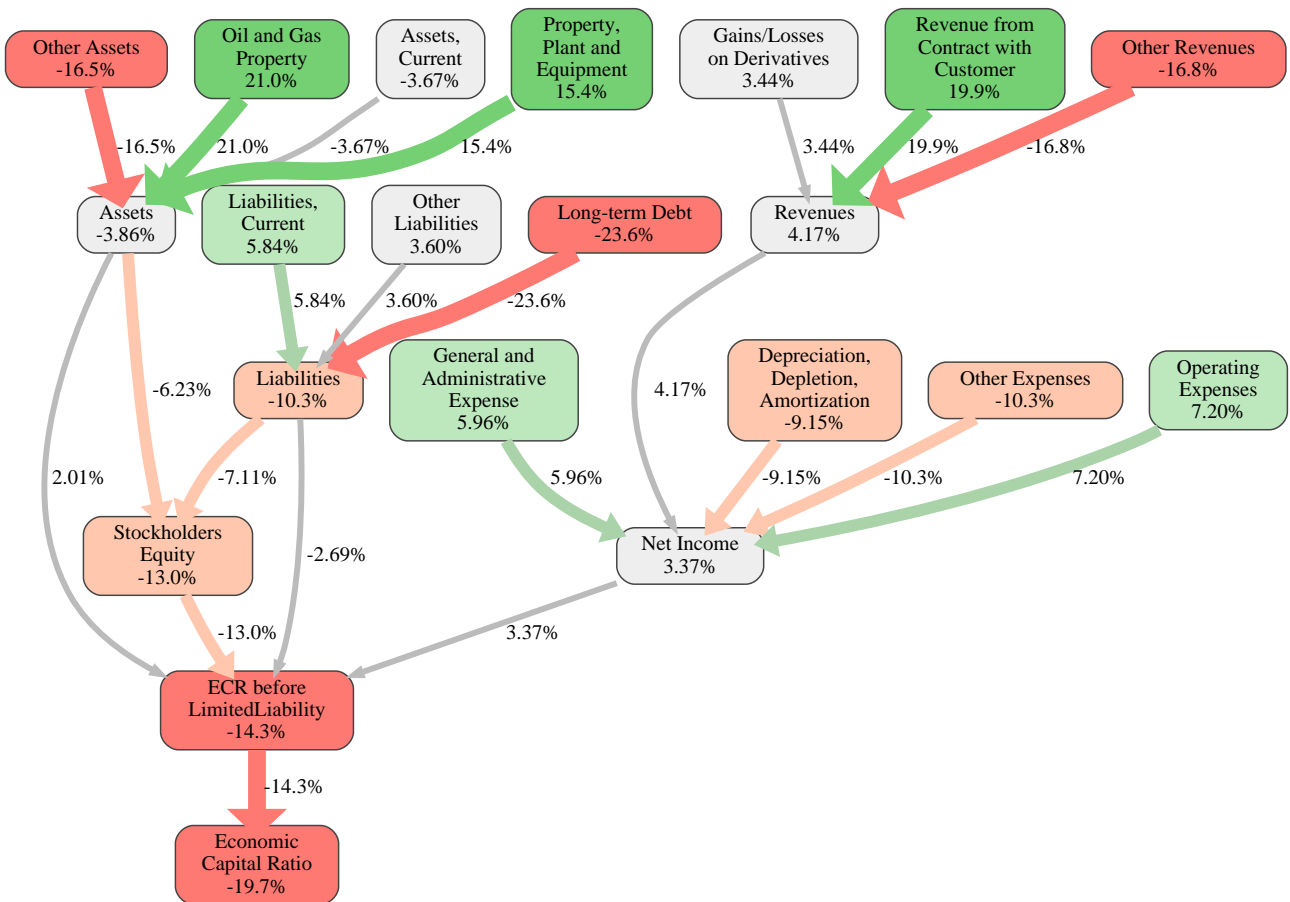 Other Assets
-16.5%
Oil and Gas
Property
21.0%
Assets,
Current
-3.67%
Property,
Plant and
Equipment
15.4%
Gains/Losses
on Derivatives
3.44%
Revenue from
Contract with
Customer
19.9%
Other Revenues
-16.8%
-16.5%
21.0%
-3.67%
15.4%
3.44%
19.9%
-16.8%
Assets
-3.86%
Liabilities,
Current
5.84%
Other
Liabilities
3.60%
Long-term Debt
-23.6%
Revenues
4.17%
5.84%
3.60%
-23.6%
Liabilities
-10.3%
General and
Administrative
Expense
5.96%
Depreciation,
Depletion,
Amortization
-9.15%
Other Expenses
-10.3%
Operating
Expenses
7.20%
-6.23%
4.17%
2.01%
-7.11%
5.96%
-9.15%
-10.3%
7.20%
Stockholders
Equity
-13.0%
-2.69%
Net Income
3.37%
-13.0%
3.37%
ECR before
LimitedLiability
-14.3%
-14.3%
Economic
Capital Ratio
-19.7%